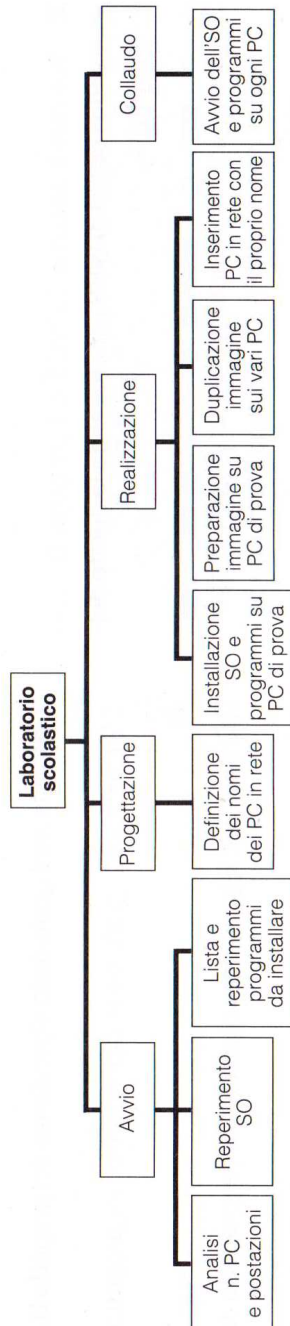 Laboratorio
scolastico
Avvio
Progettazione
Realizzazione
Collaudo
Analisi
n. PC
e postazioni
Reperimento
SO
Lista e
reperimento
programmi
da installare
Definizione
dei nomi
dei PC in rete
Installazione
SO e
programmi su
PC di prova
Preparazione
immagine su
PC di prova
Duplicazione
immagine
sui vari PC
Inserimento
PC in rete con
il proprio nome
Avvio dell'SO
e programmi
su ogni PC